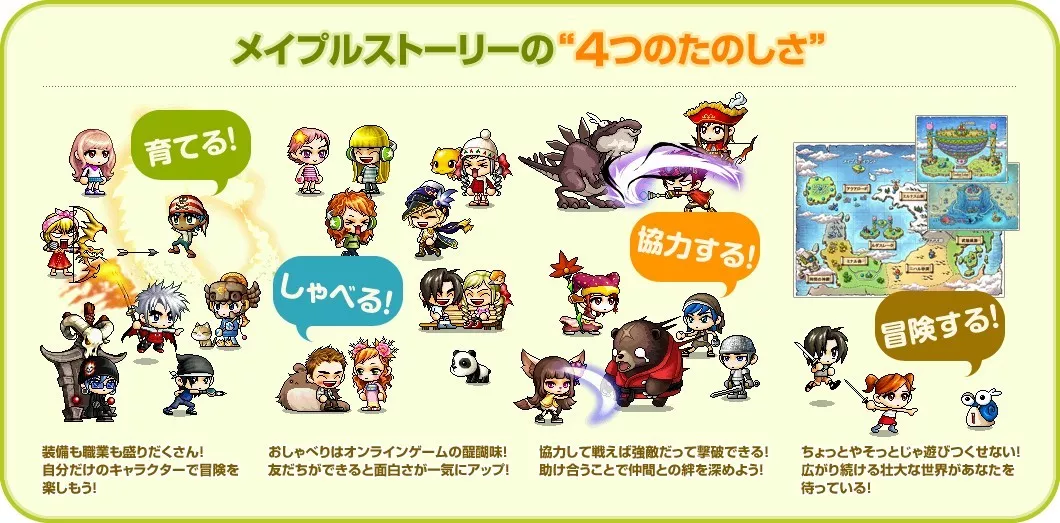 メイプルストーリーの“4つのたのしさ”
育てる!
しゃべる!
協力する!
冒険する!
装備も職業も盛りだくさん!
自分だけのキャラクターで冒険を
楽しもう!
おしゃべりはオンラインゲームの醍醐味!
友だちができると面白さが一気にアップ!
協力して戦えば強敵だって撃破できる!
助け合うことで仲間との絆を深めよう!
ちょっとやそっとじゃ遊びつくせない!
広がり続ける壮大な世界があなたを
待っている!